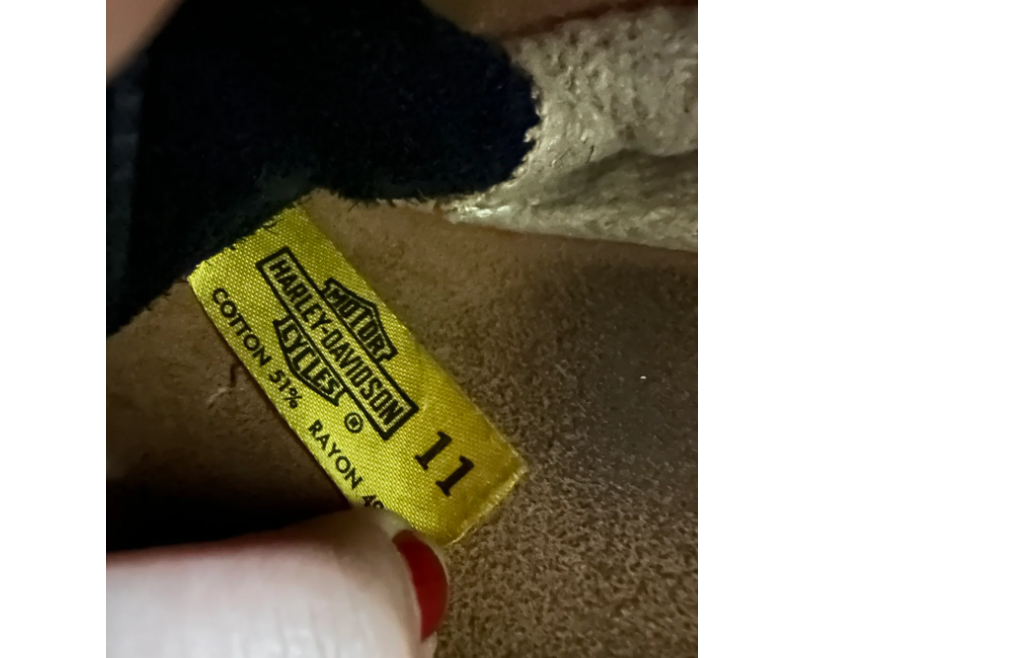 MOTOR
HARLEY-DAVIDSON
CYCLES
®
11
COTTON 51% RAYON